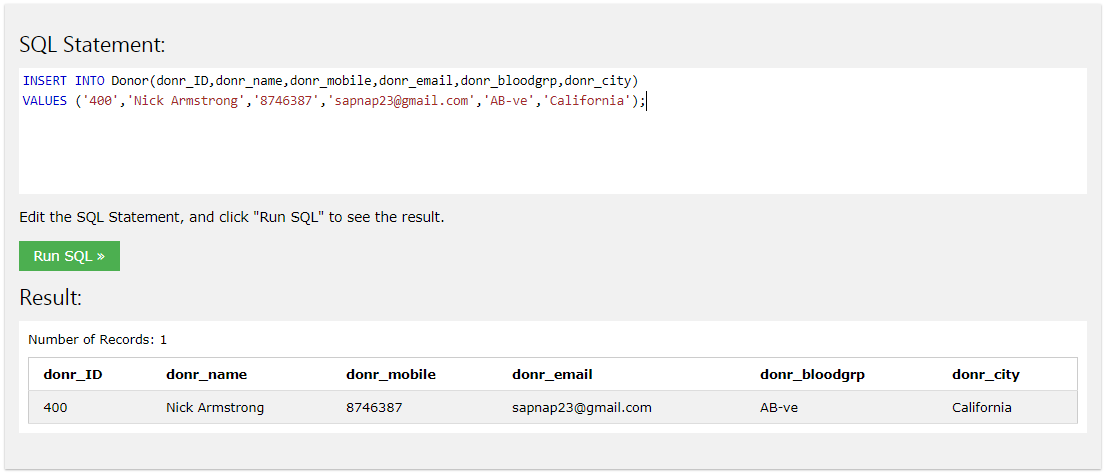 SQL Statement:
INSERT INTO Donor(donr_ID,donr_name,donr_mobile,donr_email,donr_bloodgrp,donr_city)
VALUES ('400','Nick Armstrong','8746387','sapnap23@gmail.com','AB-ve','California');
Edit the SQL Statement, and click "Run SQL" to see the result.
Run SQL »
Result:
Number of Records: 1
donr_ID donr_name donr_mobile donr_email donr_bloodgrp donr_city
400 Nick Armstrong 8746387 sapnap23@gmail.com AB-ve California